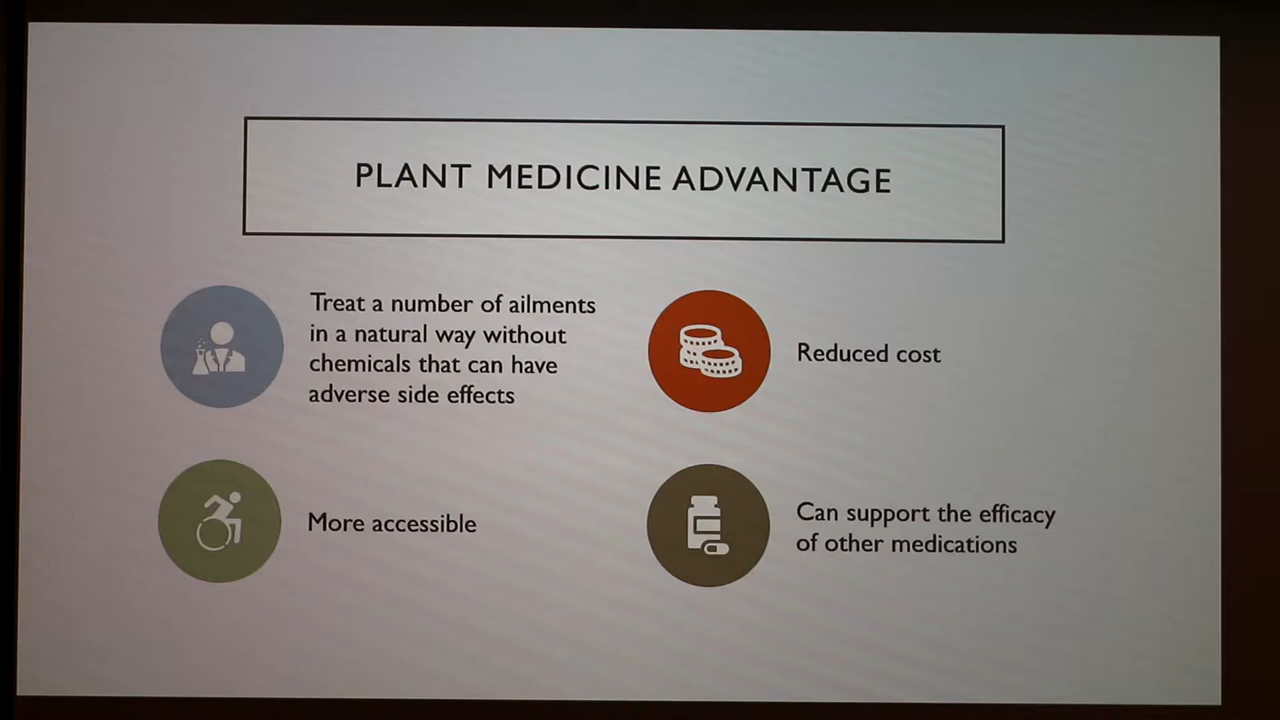 PLANT MEDICINE ADVANTAGE
Treat a number of ailments
in a natural way without
chemicals that can have
adverse side effects
Reduced cost
More accessible
Can support the efficacy
of other medications